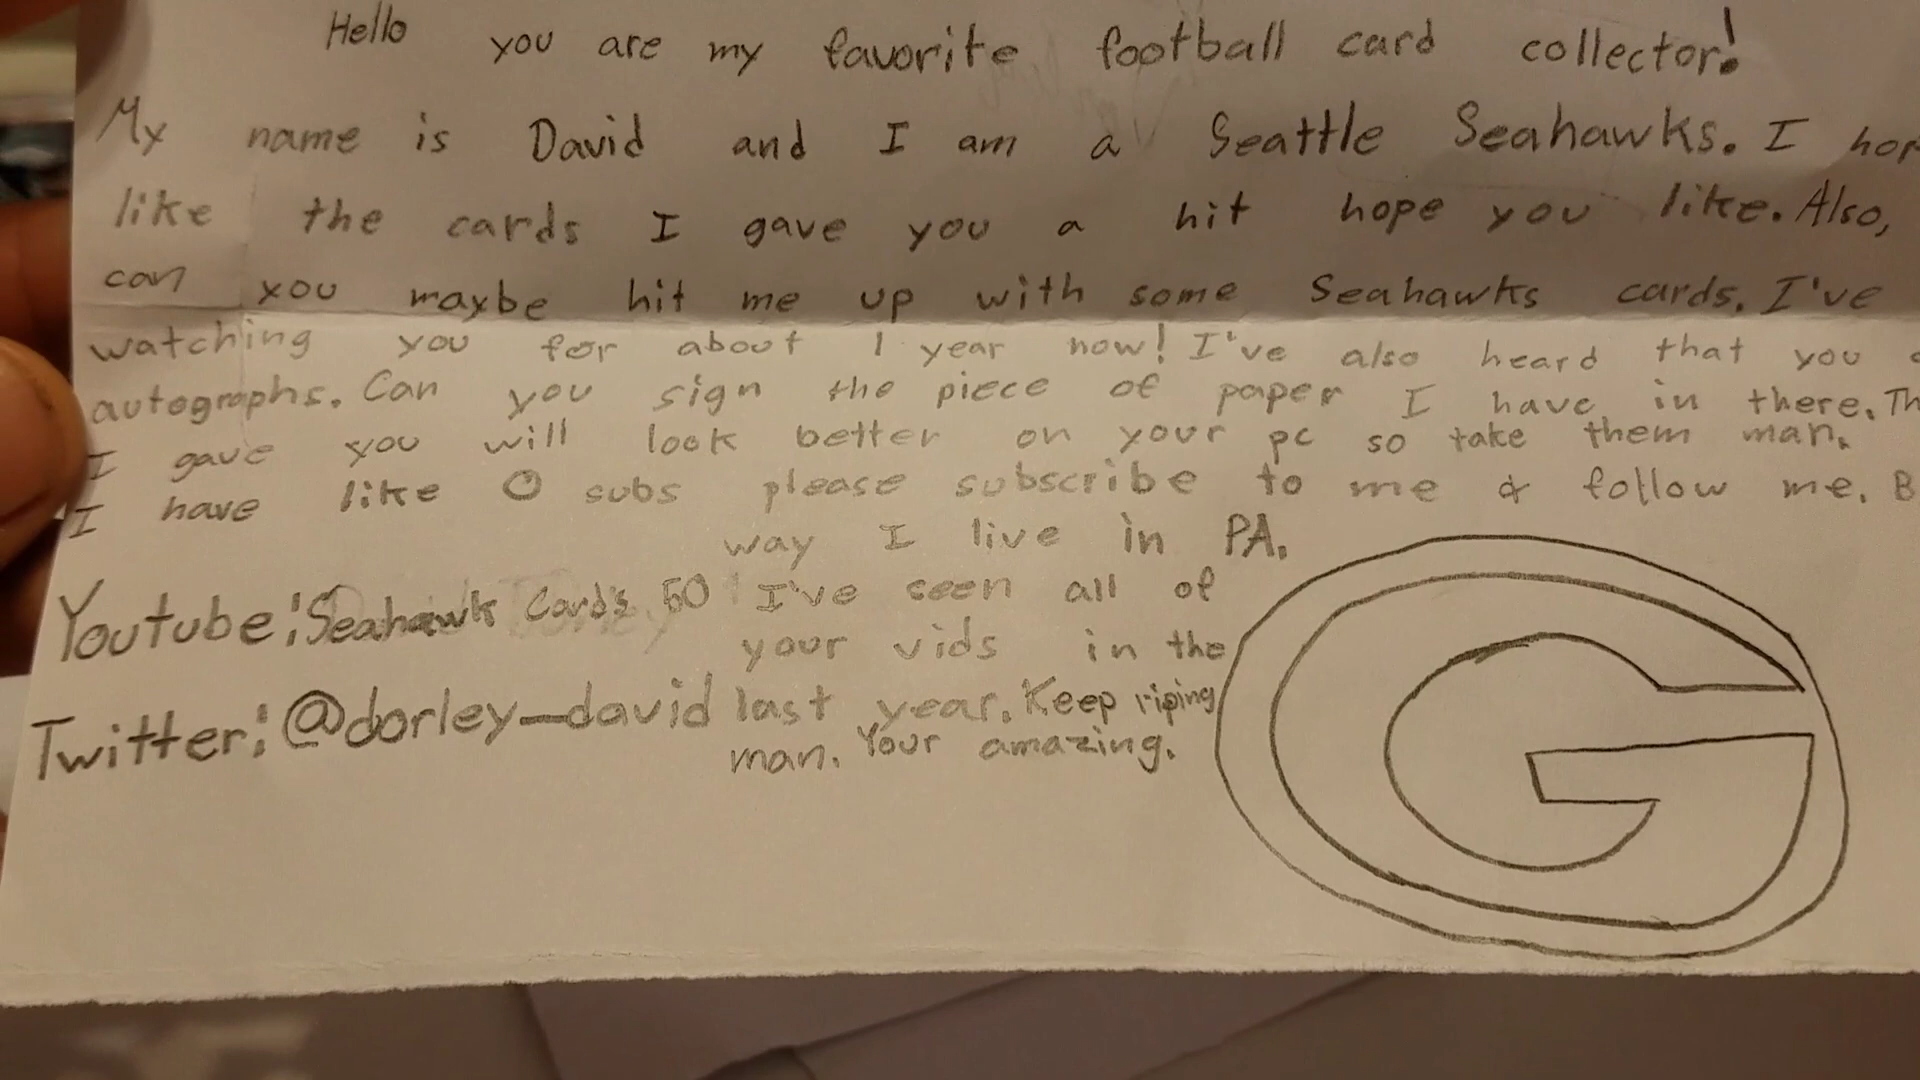 Hello you are my favorite football card collector!
My name is David and I am a Seattle Seahawks. I
like the cards I gave you a hit hope you like. Also,
can you maybe hit me up with some Seahawks cards. I've
watching you for about 1 year now! I've also heard that you
autographs. Can you sign the piece of paper I have in there.
I gave you will look better on your pc so take them man.
I have like 0 subs please subscribe to me & follow me.
way I live in PA.
Youtube: Seahawk Cards 50
I've seen all of
your vids in the
last year. Keep riping
man. Your amazing.
Twitter: @dorley_david
G